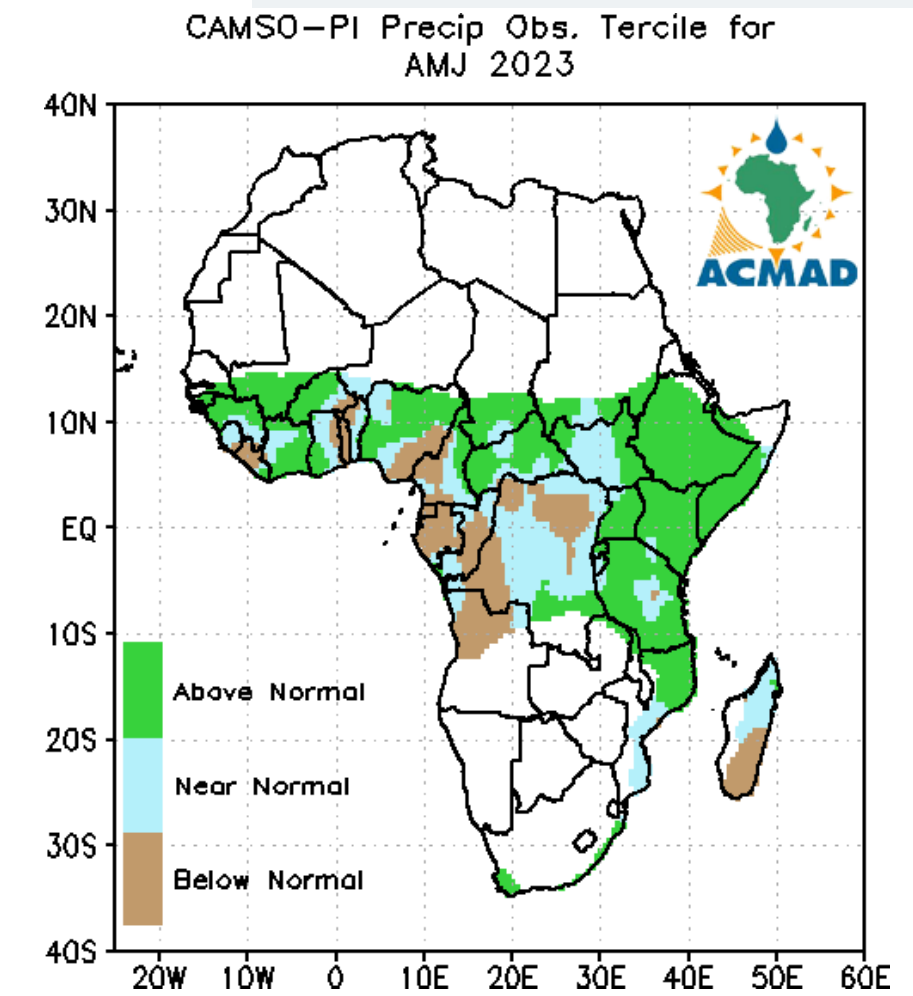 CAMSO-PI Precip Obs. Tercile for
AMJ 2023
40N
30N
20N
10N
EQ
10S
20S
30S
40S
ACMAD
Above Normal
Near Normal
Below Normal
20W 10W 0 10E 20E 30E 40E 50E 60E